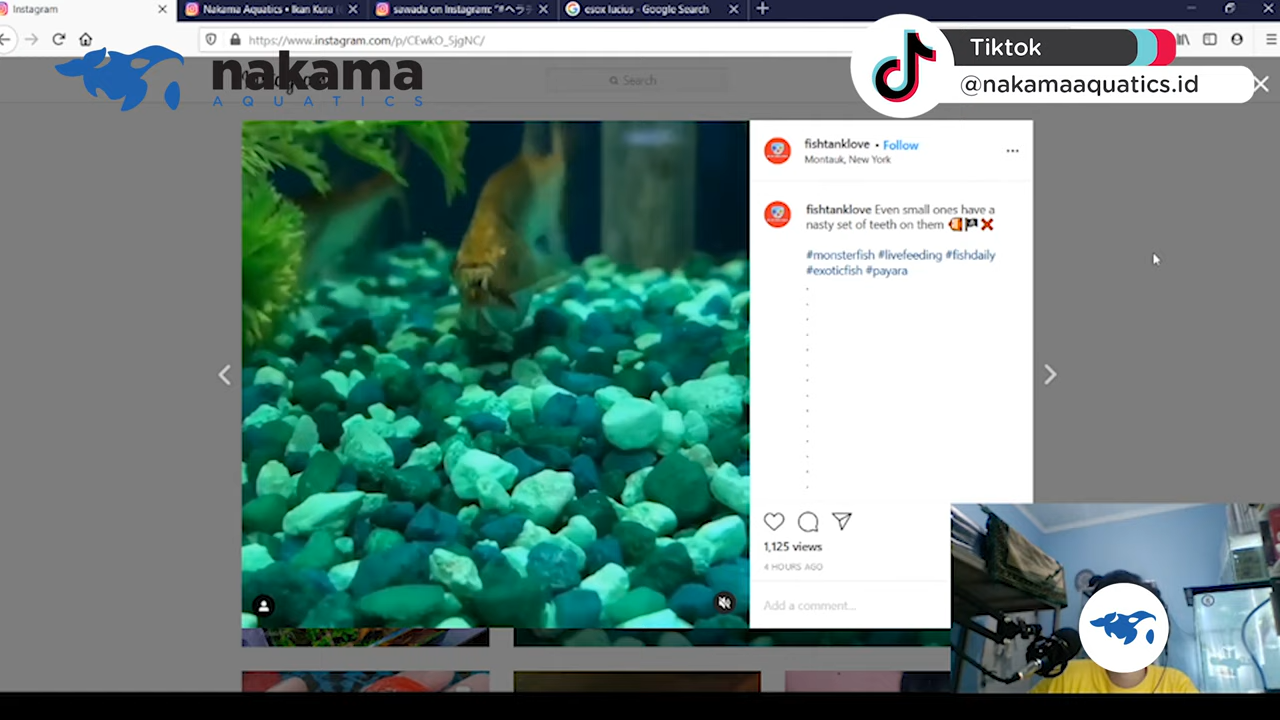 Instagram
Nakama Aquatics • Ikan Kura (
sawada on Instagram: "#ヘラチ
esox lucius - Google Search
https://www.instagram.com/p/CEwkO_5jgNC/
Tiktok
@nakamaaquatics.id
nakama
AQUATICS
Search
fishtanklove • Follow
Montauk, New York
fishtanklove Even small ones have a
nasty set of teeth on them
#monsterfish #livefeeding #fishdaily
#exoticfish #payara
.
.
.
.
.
.
.
.
.
.
.
.
.
.
1,125 views
4 HOURS AGO
Add a comment...